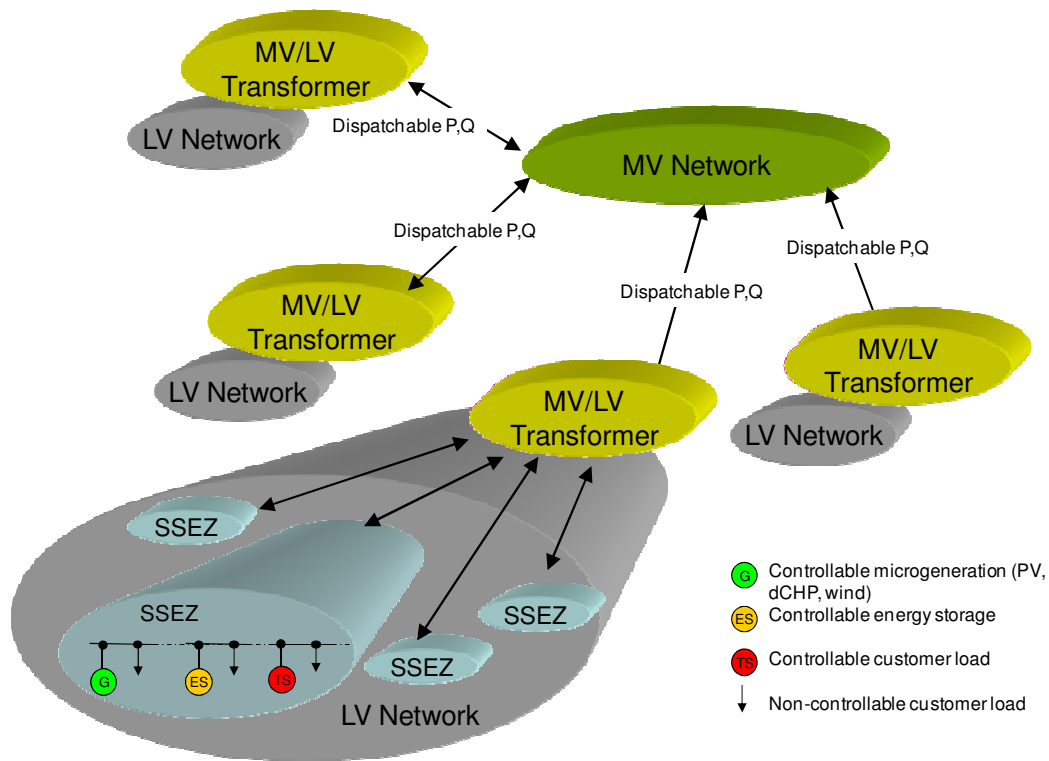 MV/LV
Transformer
LV Network
Dispatchable P,Q
MV Network
Dispatchable P,Q
Dispatchable P,Q
Dispatchable P,Q
MV/LV
Transformer
LV Network
MV/LV
Transformer
MV/LV
Transformer
LV Network
SSEZ
SSEZ
SSEZ
SSEZ
G
ES
TS
LV Network
G
Controllable microgeneration (PV,
dCHP, wind)
ES
Controllable energy storage
TS
Controllable customer load
Non-controllable customer load